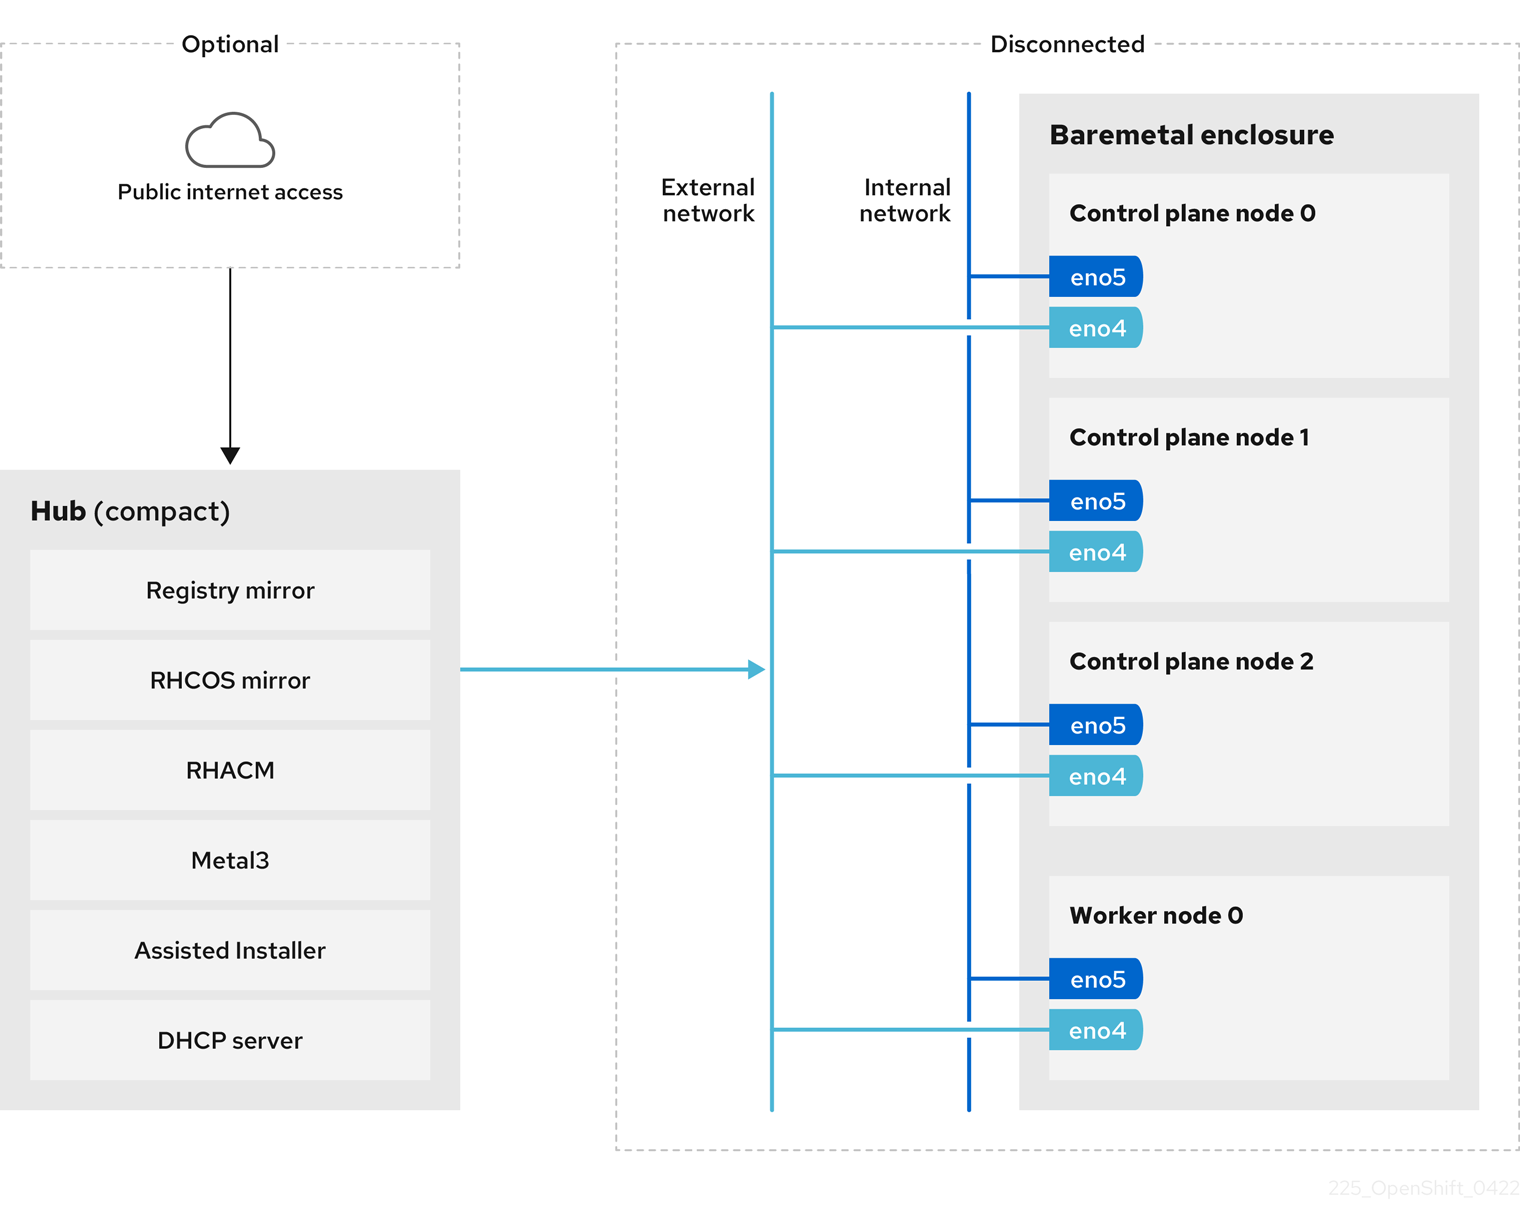 Optional
Public internet access
Hub (compact)
Registry mirror
RHCOS mirror
RHACM
Metal3
Assisted Installer
DHCP server
Disconnected
External
network
Internal
network
Baremetal enclosure
Control plane node 0
eno5
eno4
Control plane node 1
eno5
eno4
Control plane node 2
eno5
eno4
Worker node 0
eno5
eno4
225_OpenShift_0422